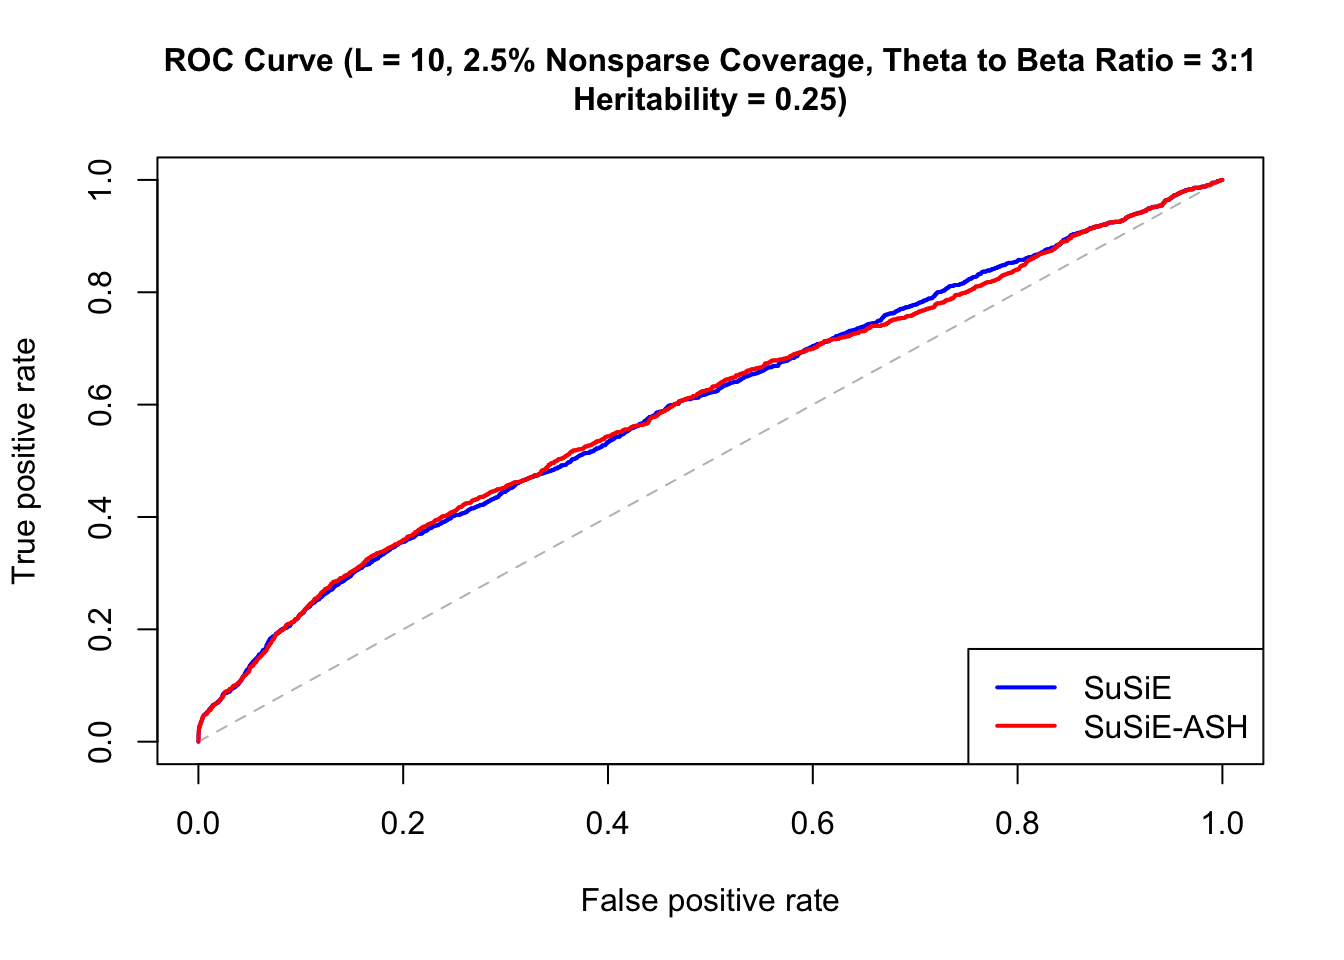 ROC Curve (L = 10, 2.5% Nonsparse Coverage, Theta to Beta Ratio = 3:1
Heritability = 0.25)
True positive rate
1.0
0.8
0.6
0.4
0.2
0.0
SuSiE
SuSiE-ASH
0.0 0.2 0.4 0.6 0.8 1.0
False positive rate